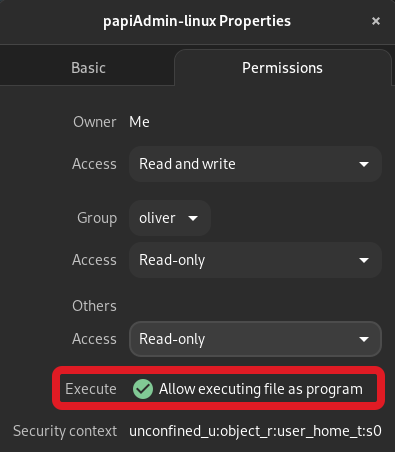 papiAdmin-linux Properties ×
Basic Permissions
Owner Me
Access Read and write
Group oliver
Access Read-only
Others
Access Read-only
Execute Allow executing file as program
Security context unconfined_u:object_r:user_home_t:s0